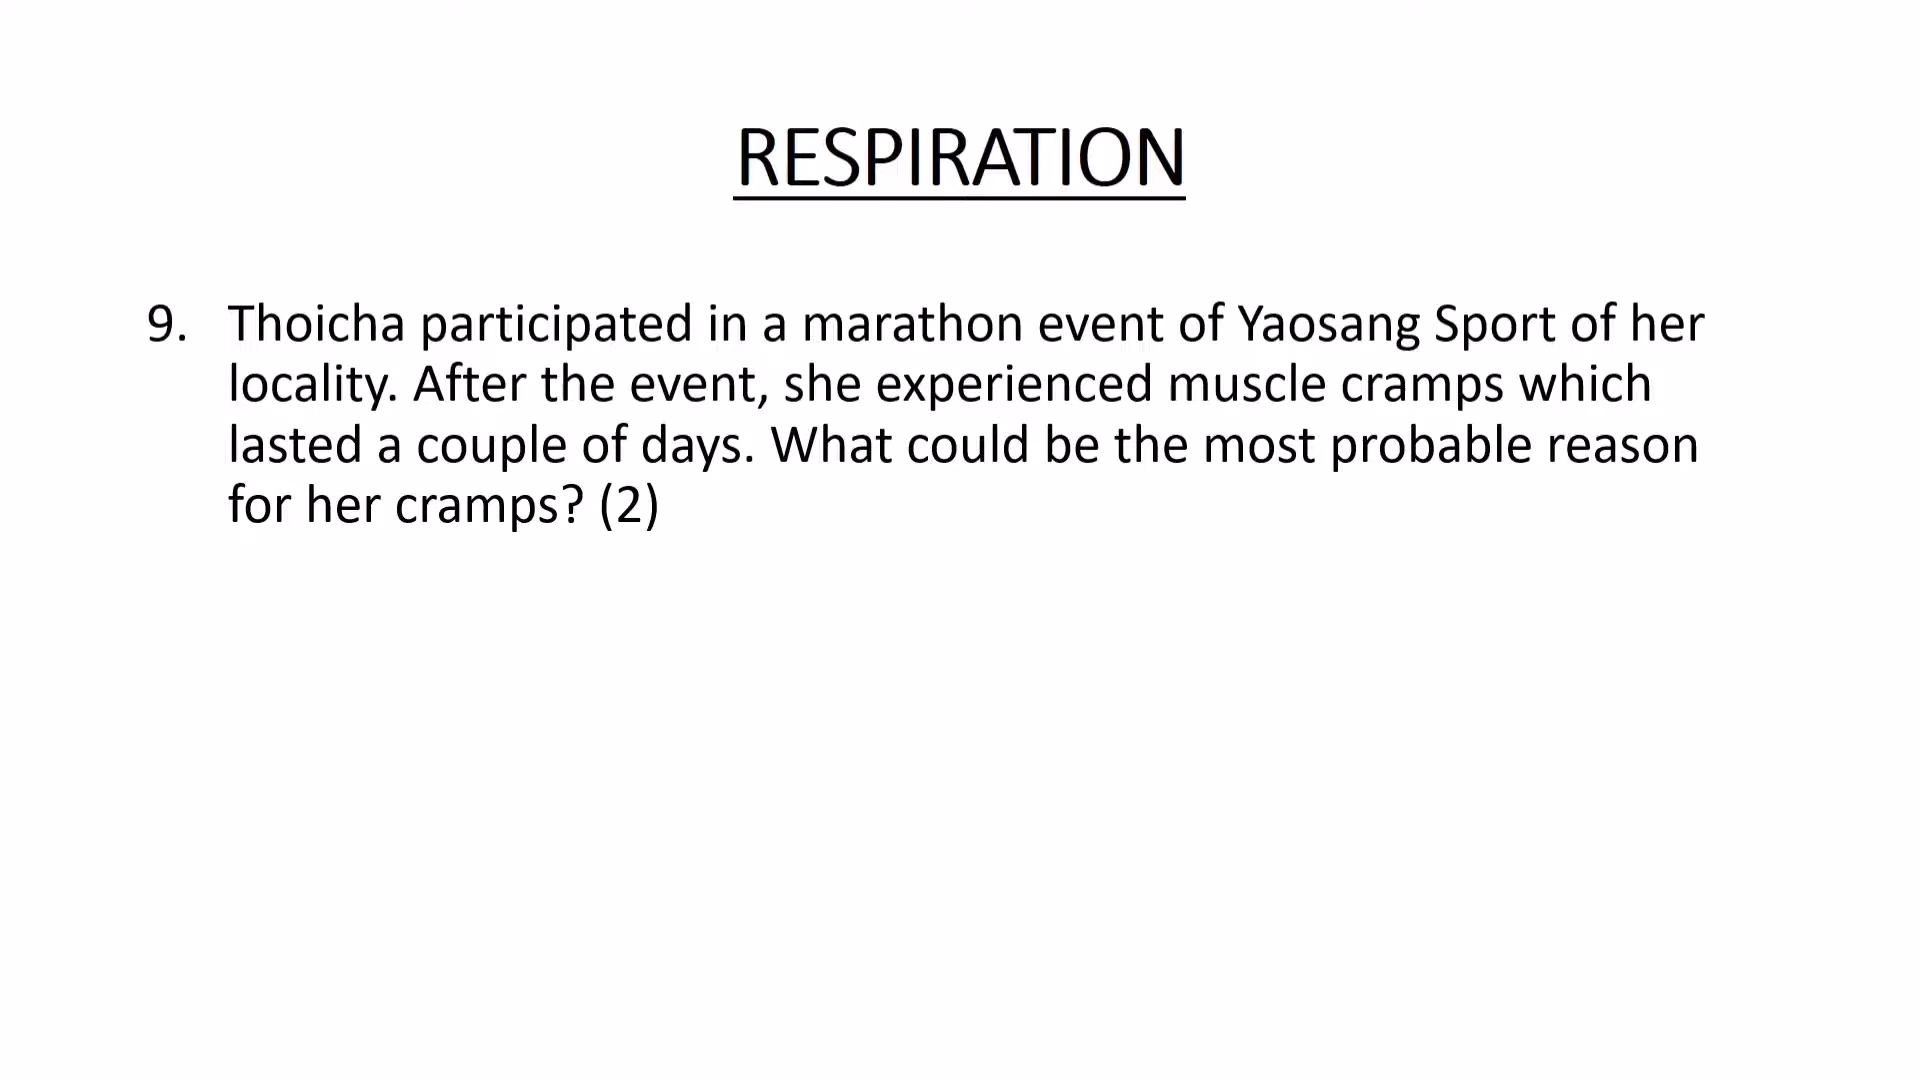 RESPIRATION
9. Thoicha participated in a marathon event of Yaosang Sport of her
locality. After the event, she experienced muscle cramps which
lasted a couple of days. What could be the most probable reason
for her cramps? (2)